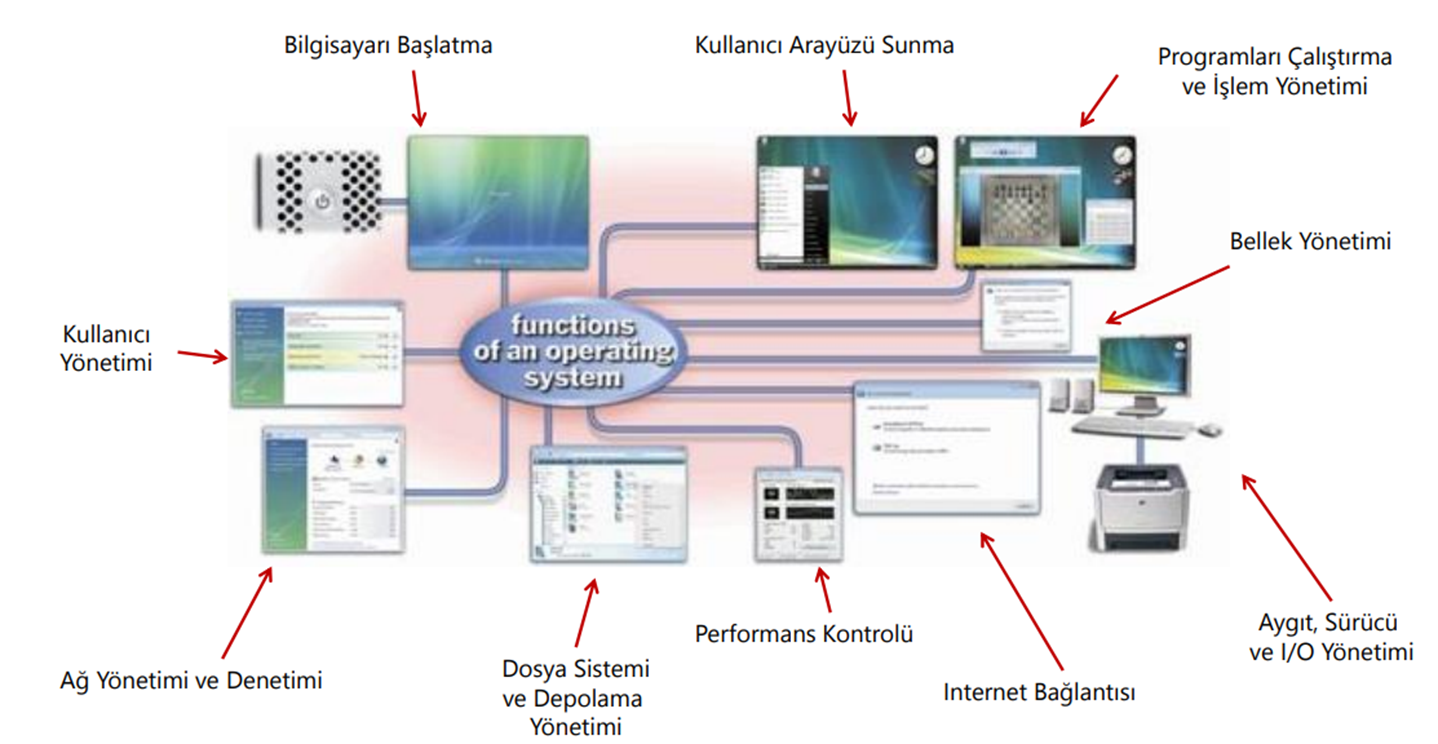 Bilgisayarı Başlatma
Kullanıcı Arayüzü Sunma
Programları Çalıştırma
ve İşlem Yönetimi
Bellek Yönetimi
Kullanıcı
Yönetimi
functions
of an operating
system
Ağ Yönetimi ve Denetimi
Dosya Sistemi
ve Depolama
Yönetimi
Performans Kontrolü
Internet Bağlantısı
Aygıt, Sürücü
ve I/O Yönetimi